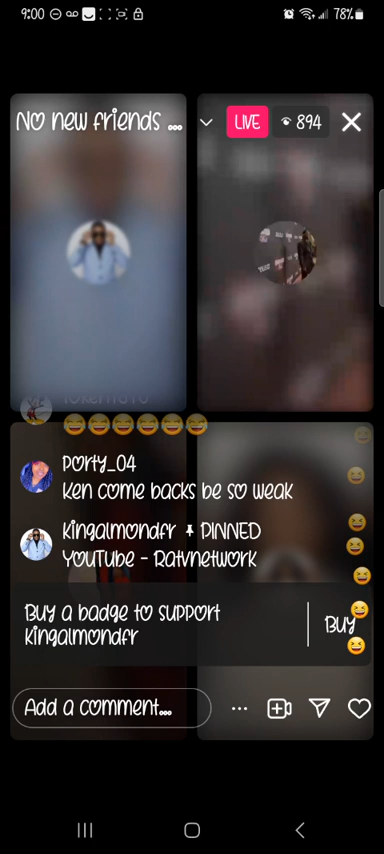 9:00
78%
No new friends ...
LIVE
894
porty_04
Ken come backs be so weak
Kingalmondfr PINNED
YouTube - Ratvnetwork
Buy a badge to support
kingalmondfr
BUY
Add a comment...